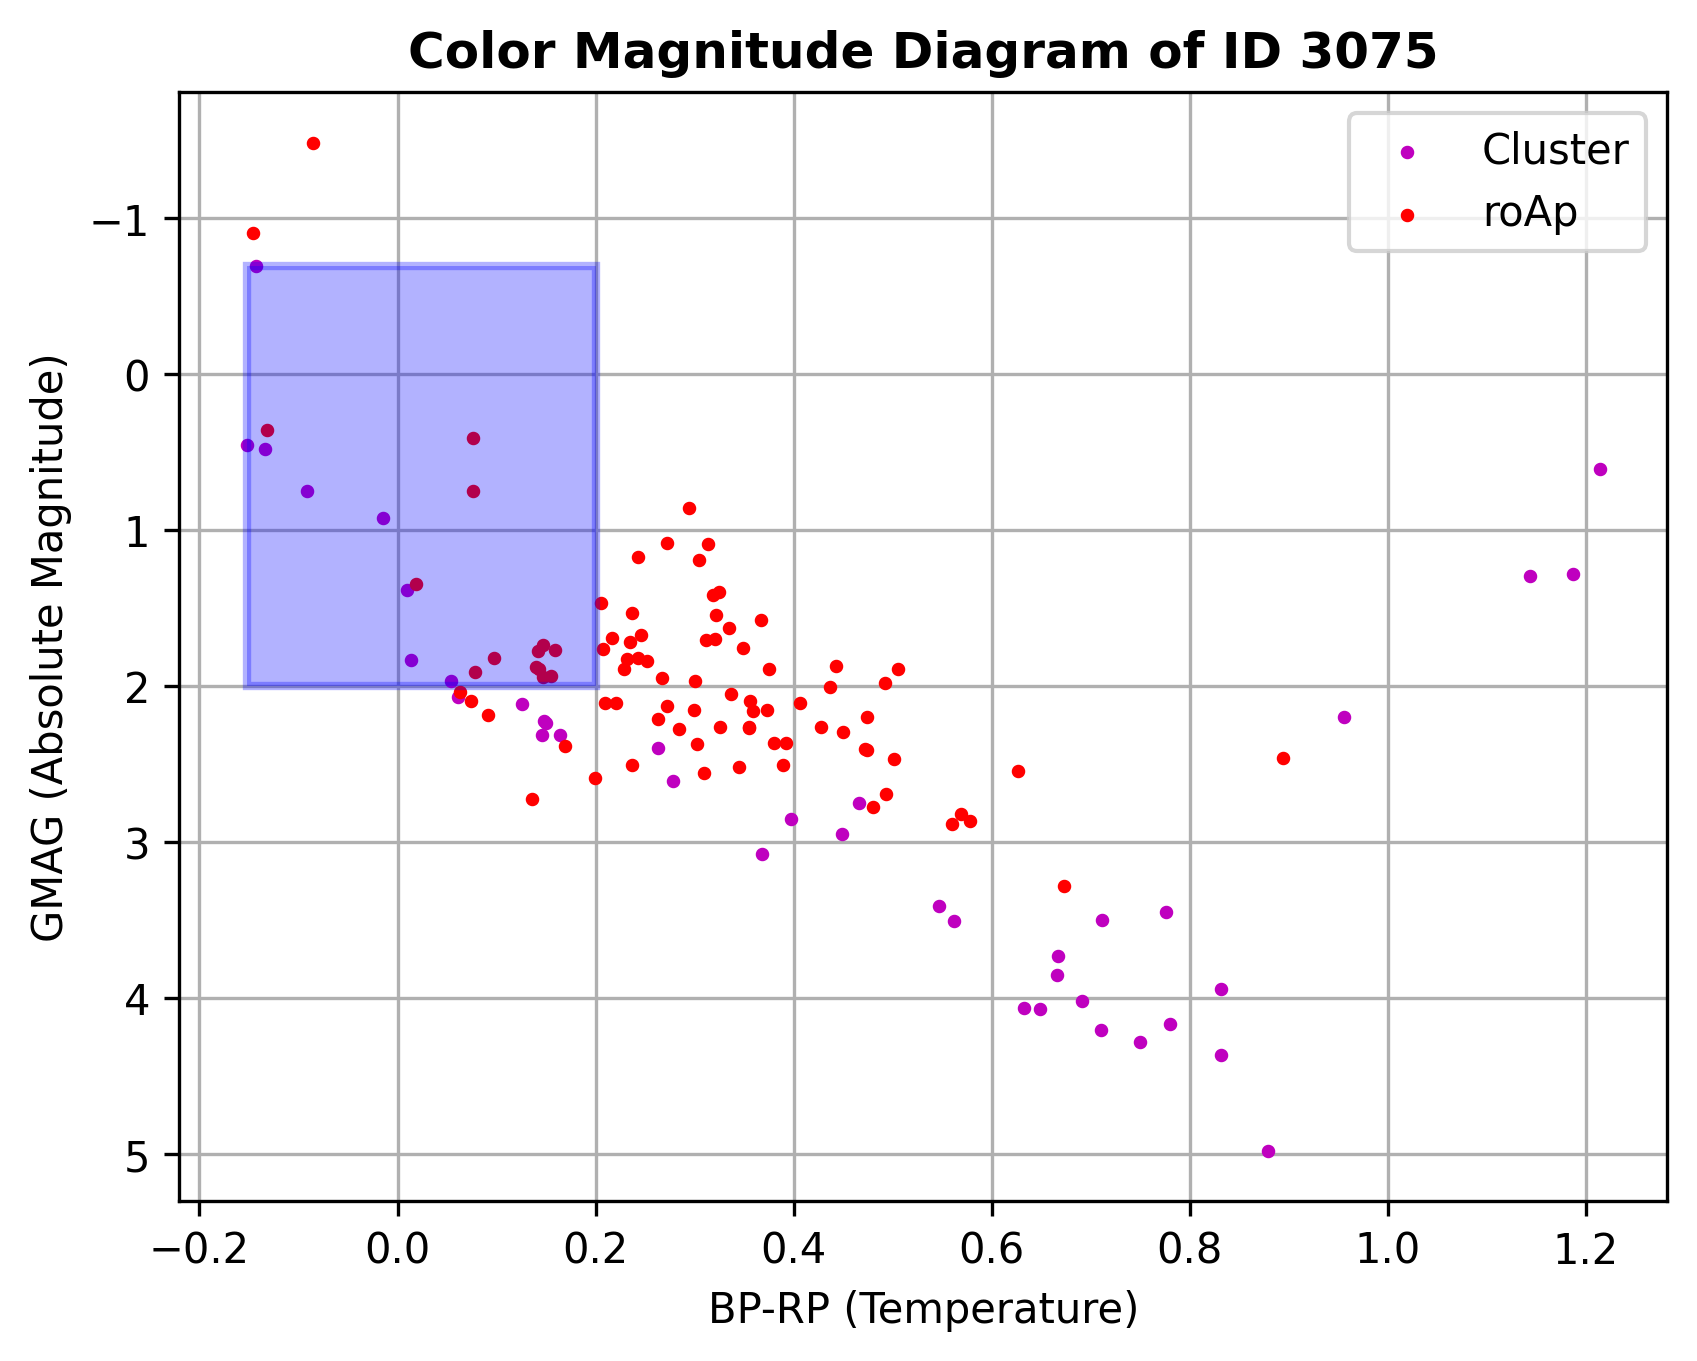 Color Magnitude Diagram of ID 3075
Cluster
roAp
GMAG (Absolute Magnitude)
−1
0
1
2
3
4
5
−0.2 0.0 0.2 0.4 0.6 0.8 1.0 1.2
BP-RP (Temperature)